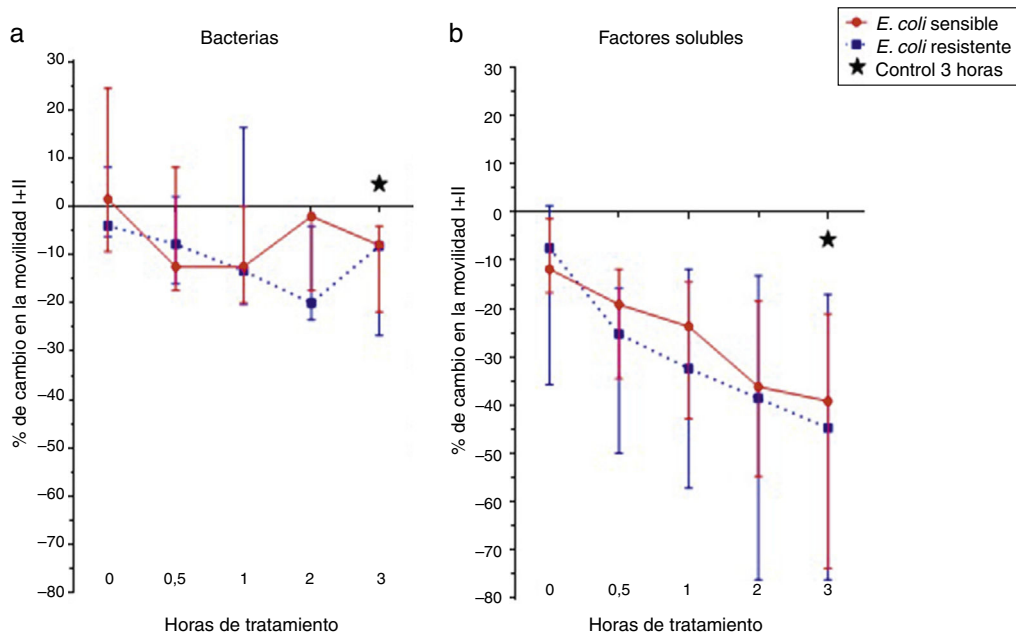 a
Bacterias
% de cambio en la movilidad I+II
30
20
10
0
–10
–20
–30
–40
–50
–60
–70
–80
0 0,5 1 2 3
Horas de tratamiento
b
Factores solubles
% de cambio en la movilidad I+II
30
20
10
0
–10
–20
–30
–40
–50
–60
–70
–80
0 0,5 1 2 3
Horas de tratamiento
E. coli sensible
E. coli resistente
Control 3 horas